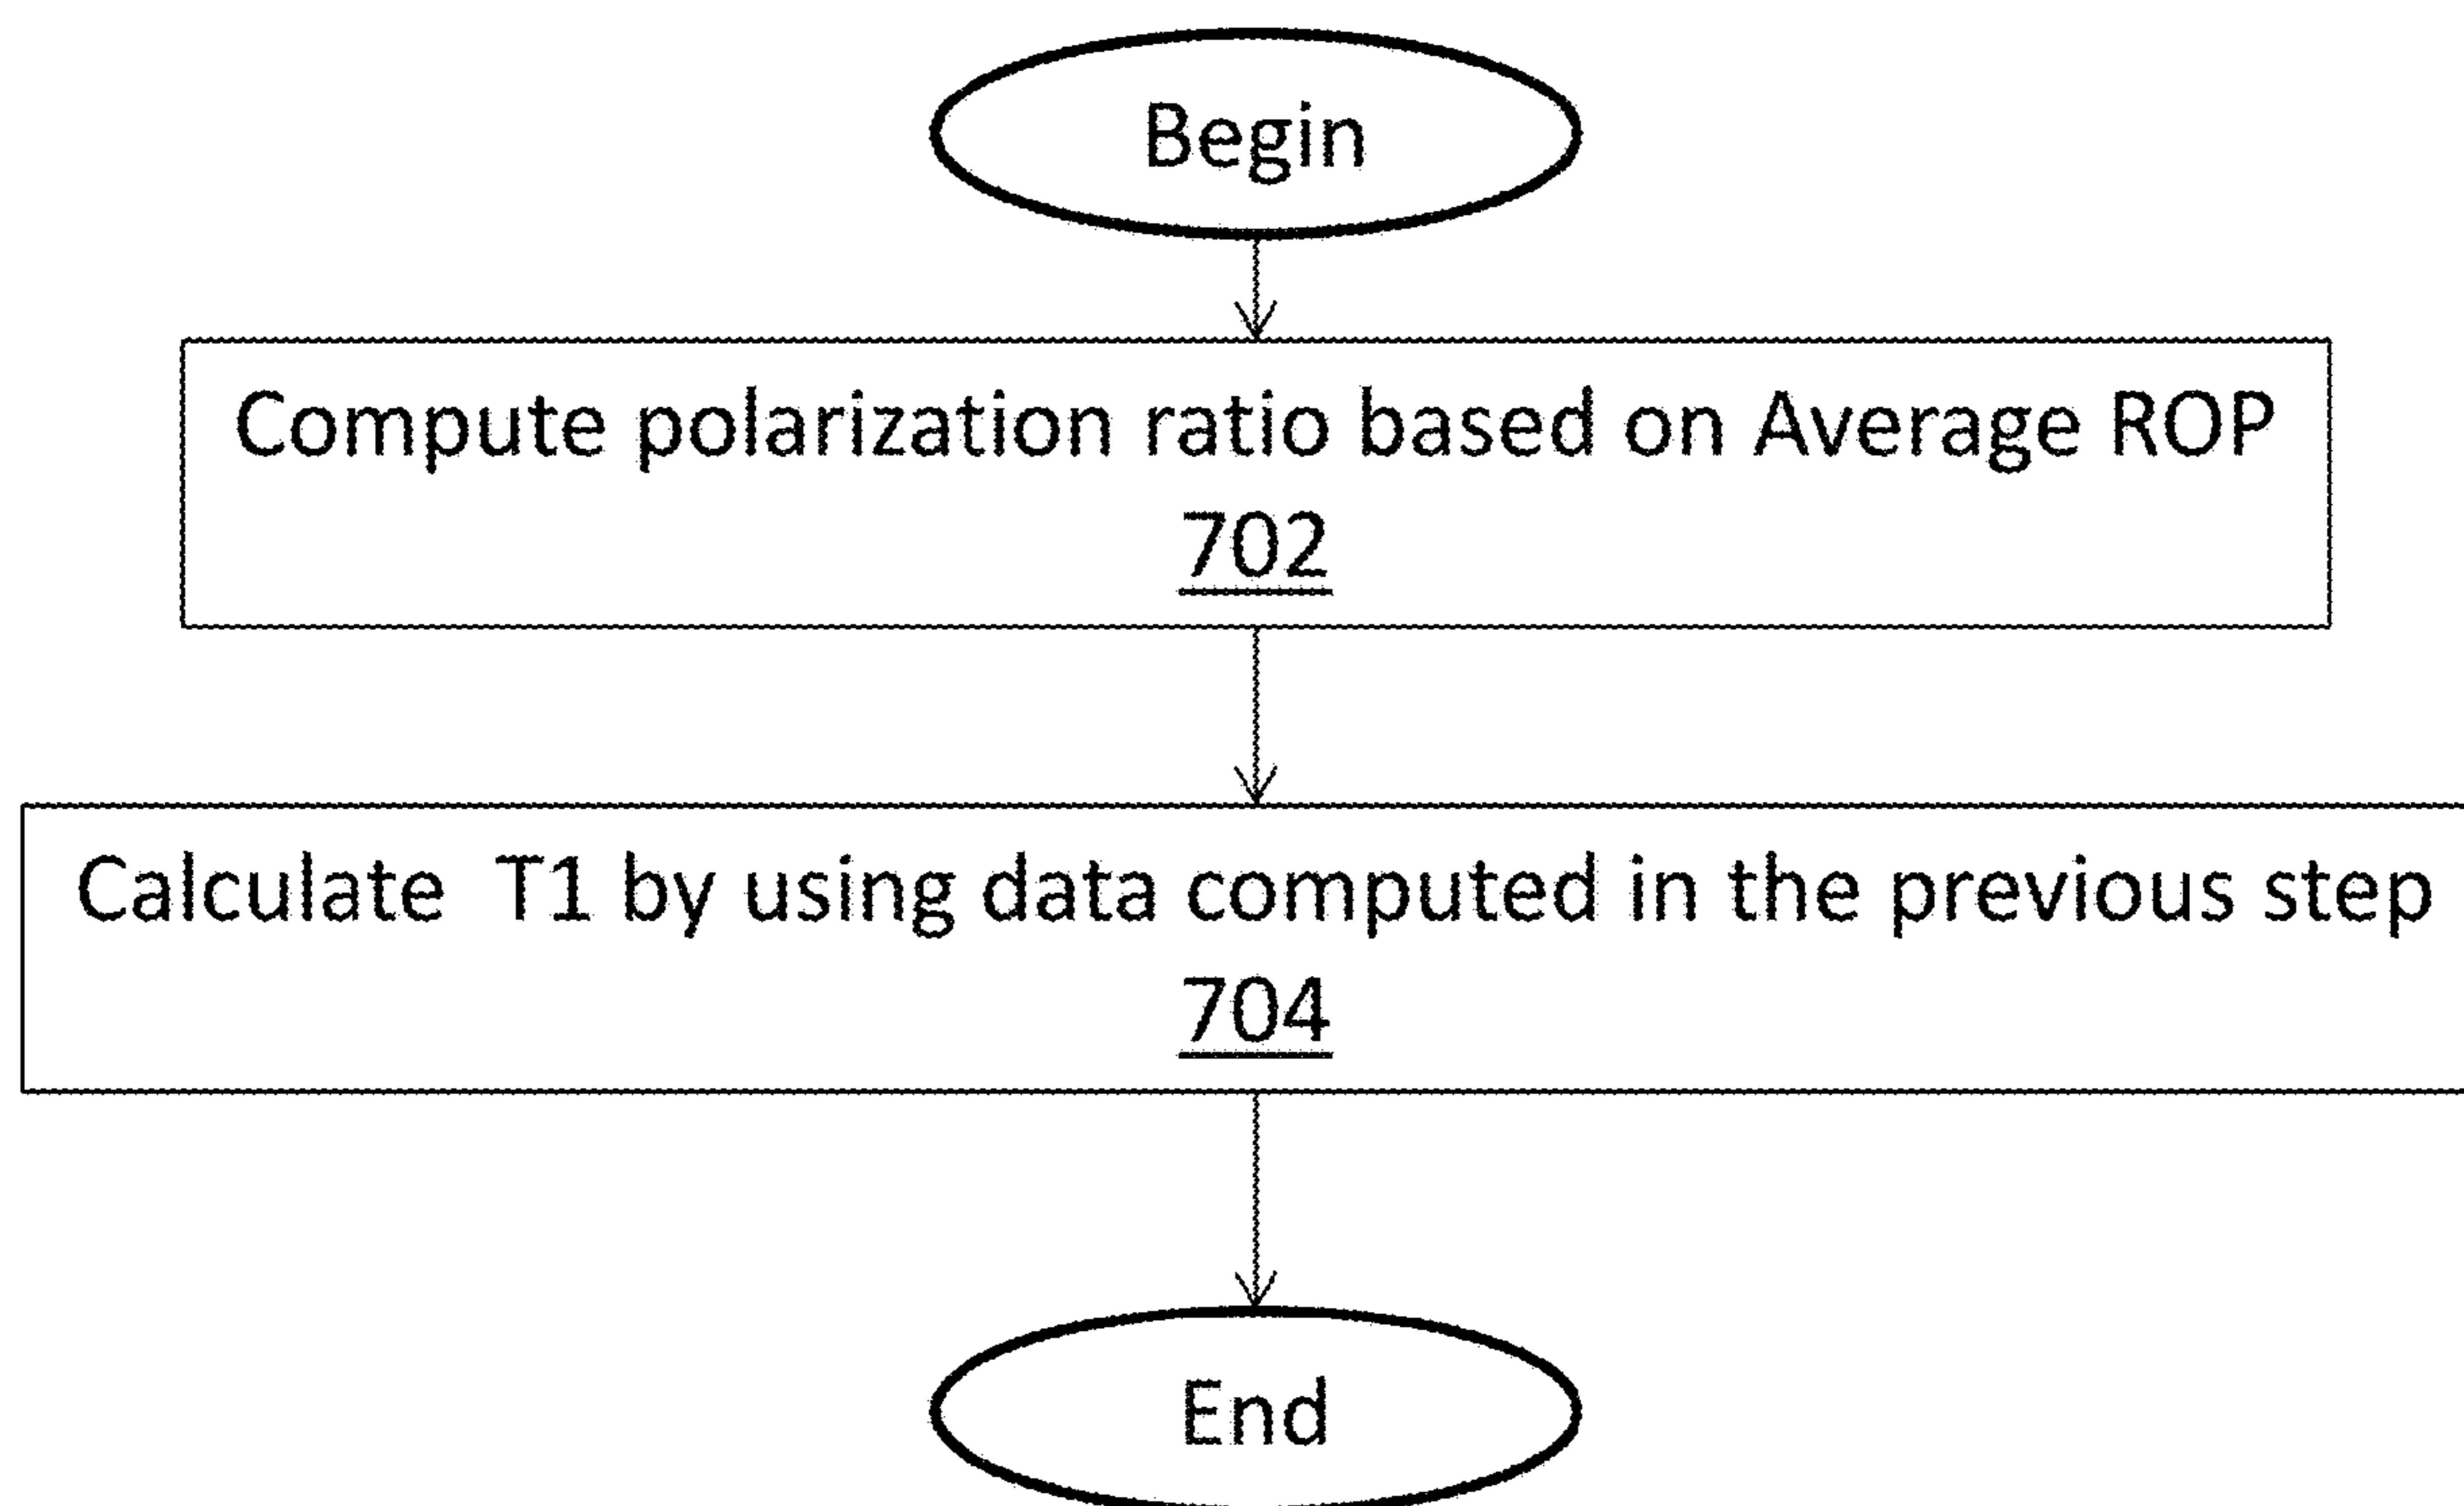 Begin
Compute polarization ratio based on Average ROP
702
Calculate  T1 by using data computed in the previous step
704
End